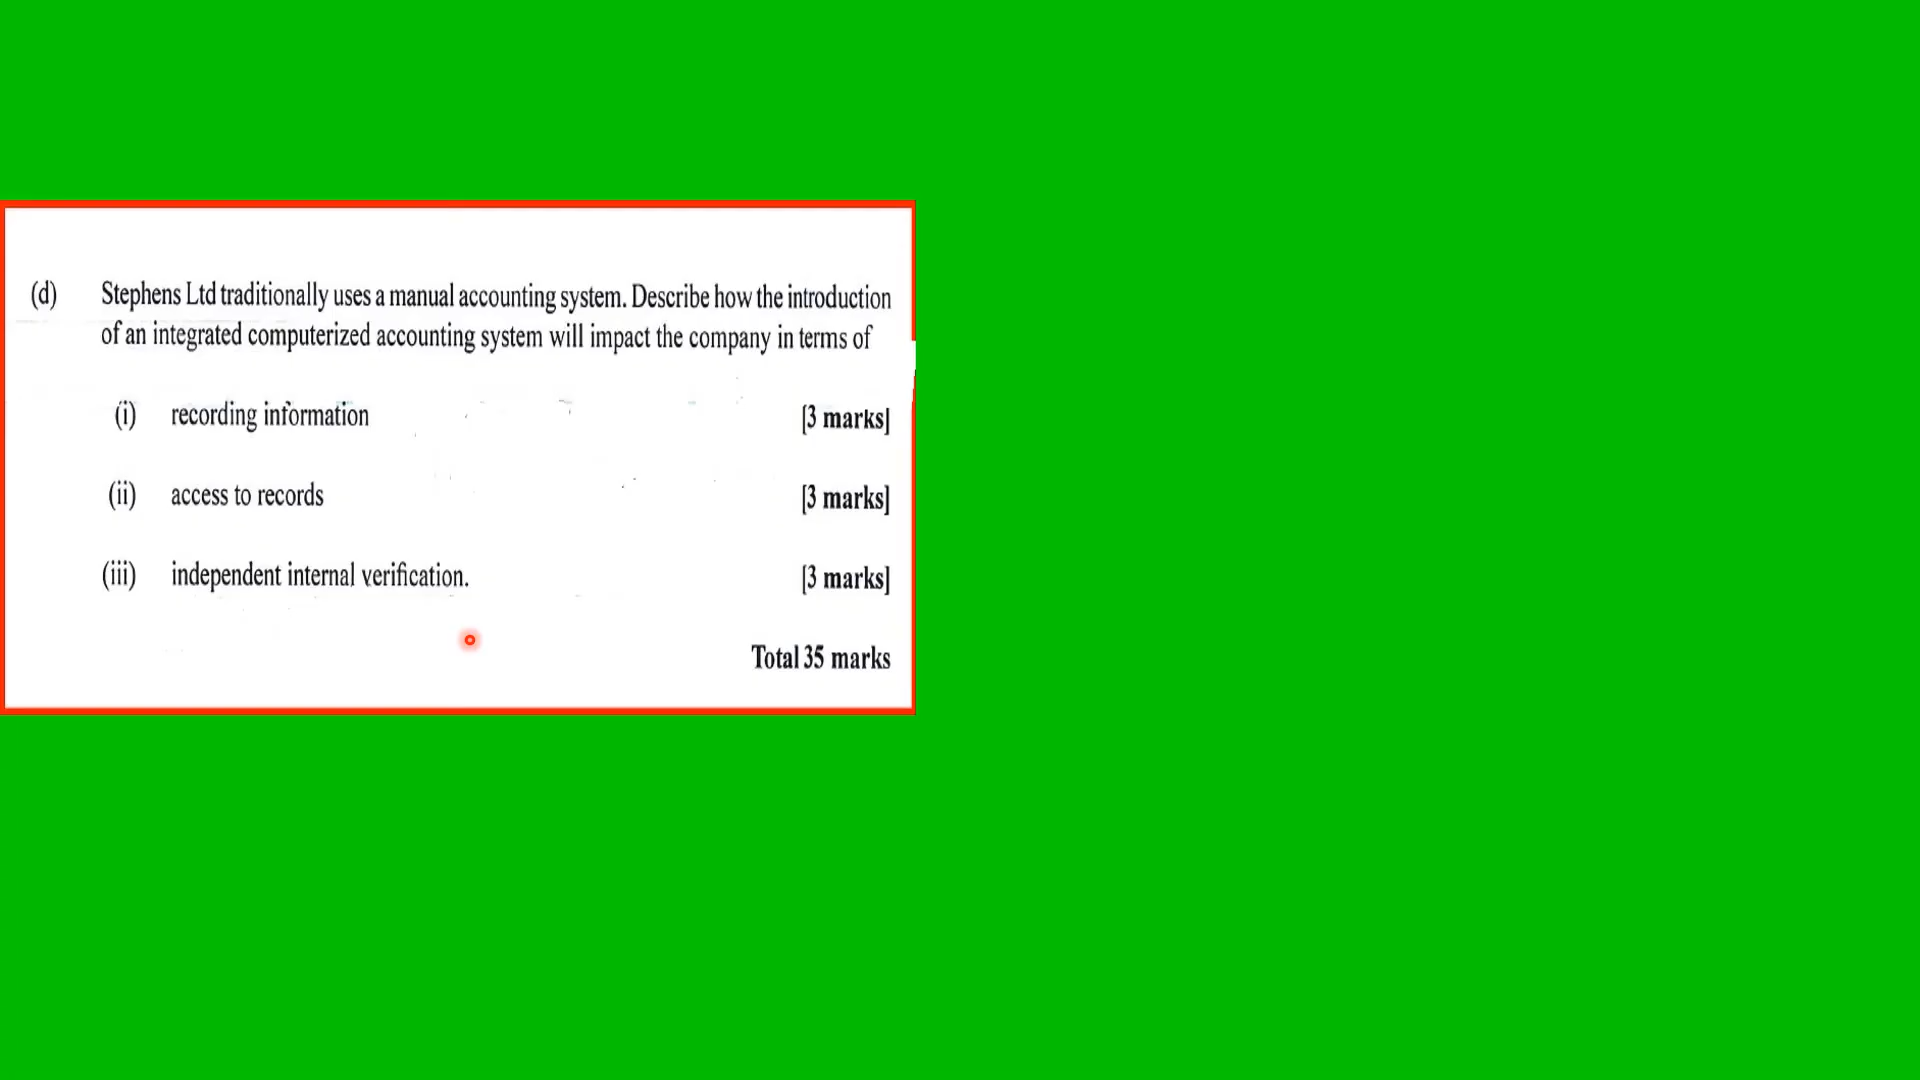 (d) Stephens Ltd traditionally uses a manual accounting system. Describe how the introduction
of an integrated computerized accounting system will impact the company in terms of
(i) recording information [3 marks]
(ii) access to records [3 marks]
(iii) independent internal verification. [3 marks]
Total 35 marks